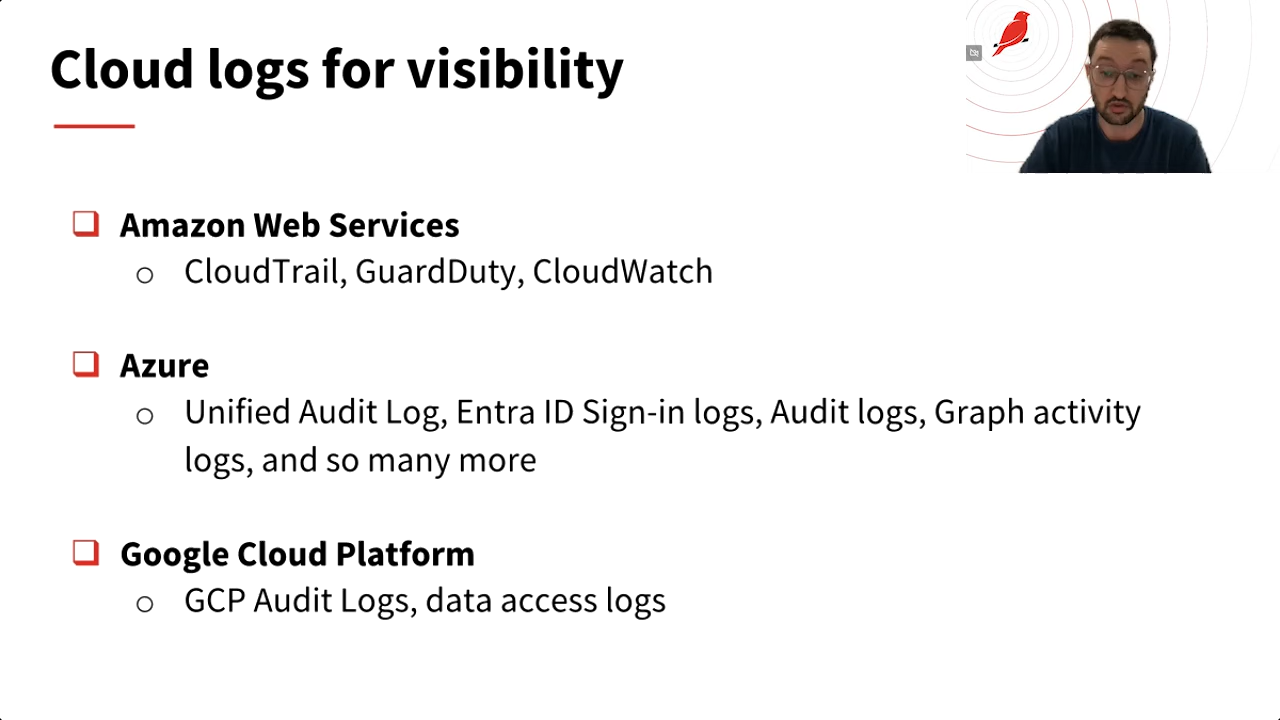 Cloud logs for visibility
Amazon Web Services
CloudTrail, GuardDuty, CloudWatch
Azure
Unified Audit Log, Entra ID Sign-in logs, Audit logs, Graph activity
logs, and so many more
Google Cloud Platform
GCP Audit Logs, data access logs